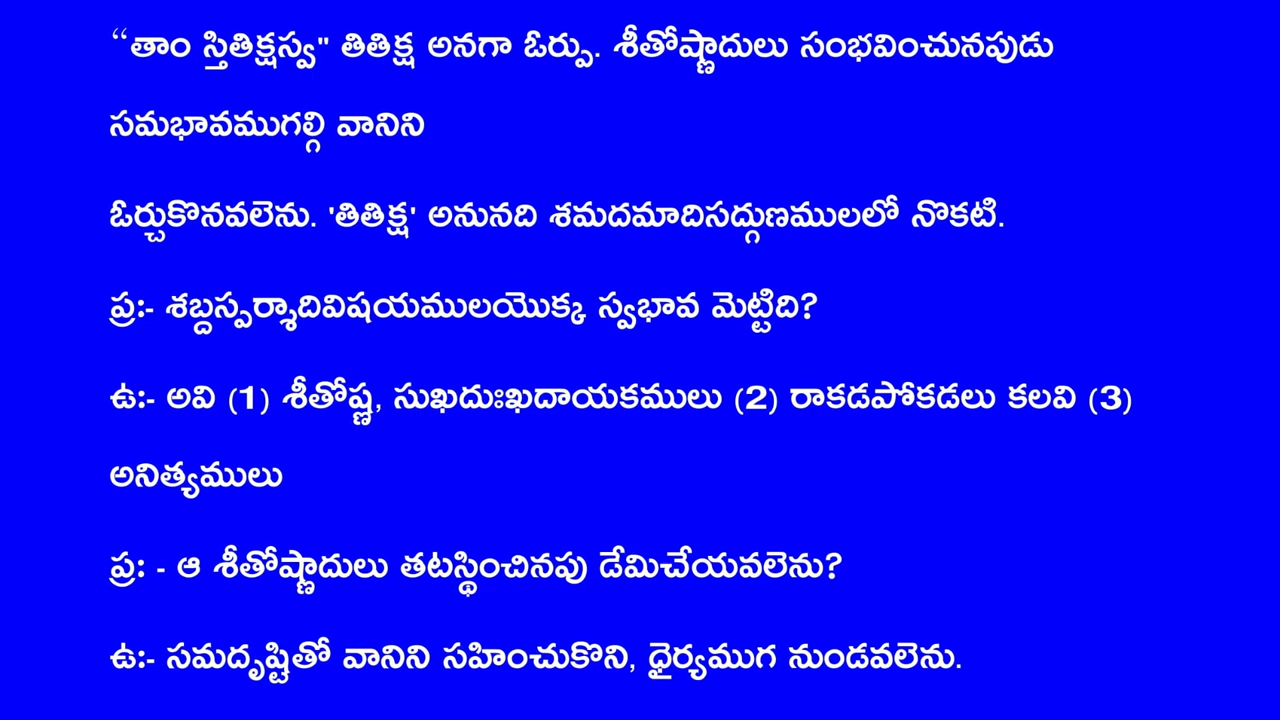 “తాం స్తితిక్షస్వ" తితిక్ష అనగా ఓర్పు. శీతోష్ణాదులు సంభవించునపుడు
సమభావముగల్గి వానిని
ఓర్చుకొనవలెను. 'తితిక్ష' అనునది శమదమాదిసద్గుణములలో నొకటి.
ప్ర:- శబ్దస్పర్శాదివిషయములయొక్క స్వభావ మెట్టిది?
ఉ:- అవి (1) శీతోష్ణ, సుఖదుఃఖదాయకములు (2) రాకడపోకడలు కలవి (3)
అనిత్యములు
ప్ర: - ఆ శీతోష్ణాదులు తటస్థించినపు డేమిచేయవలెను?
ఉ:- సమదృష్టితో వానిని సహించుకొని, ధైర్యముగ నుండవలెను.